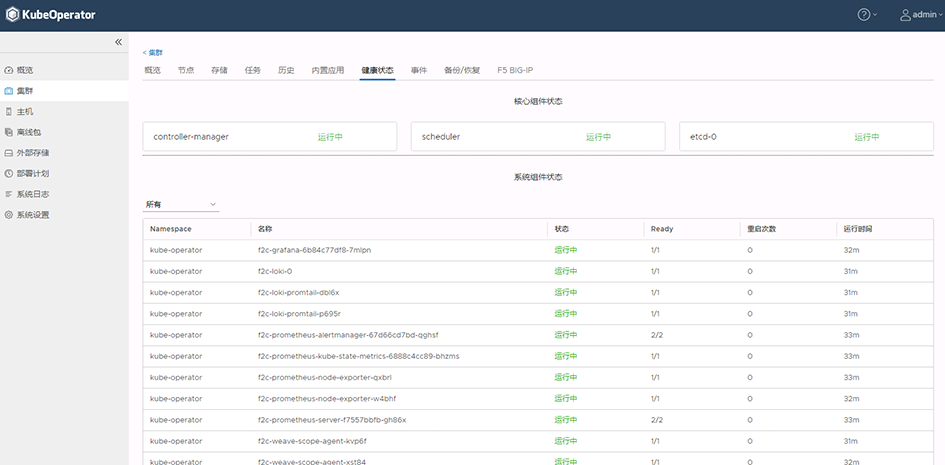 KubeOperator
admin
概览
集群
主机
离线包
外部存储
部署计划
系统日志
系统设置
< 集群
概览 节点 存储 任务 历史 内置应用 健康状态 事件 备份/恢复 F5 BIG-IP
核心组件状态
controller-manager 运行中 scheduler 运行中 etcd-0 运行中
系统组件状态
所有
Namespace 名称 状态 Ready 重启次数 运行时间
kube-operator f2c-grafana-6b84c77df8-7mlpn 运行中 1/1 0 32m
kube-operator f2c-loki-0 运行中 1/1 0 31m
kube-operator f2c-loki-promtail-dbl6x 运行中 1/1 0 31m
kube-operator f2c-loki-promtail-p695r 运行中 1/1 0 31m
kube-operator f2c-prometheus-alertmanager-67d66cd7bd-qghsf 运行中 2/2 0 33m
kube-operator f2c-prometheus-kube-state-metrics-6888c4cc89-bhzms 运行中 1/1 0 33m
kube-operator f2c-prometheus-node-exporter-qxbrl 运行中 1/1 0 33m
kube-operator f2c-prometheus-node-exporter-w4bhf 运行中 1/1 0 32m
kube-operator f2c-prometheus-server-f7557bbfb-gh86x 运行中 2/2 0 33m
kube-operator f2c-weave-scope-agent-kvp6f 运行中 1/1 0 31m
kube-operator f2c-weave-scope-agent-xst84 运行中 1/1 0 32m